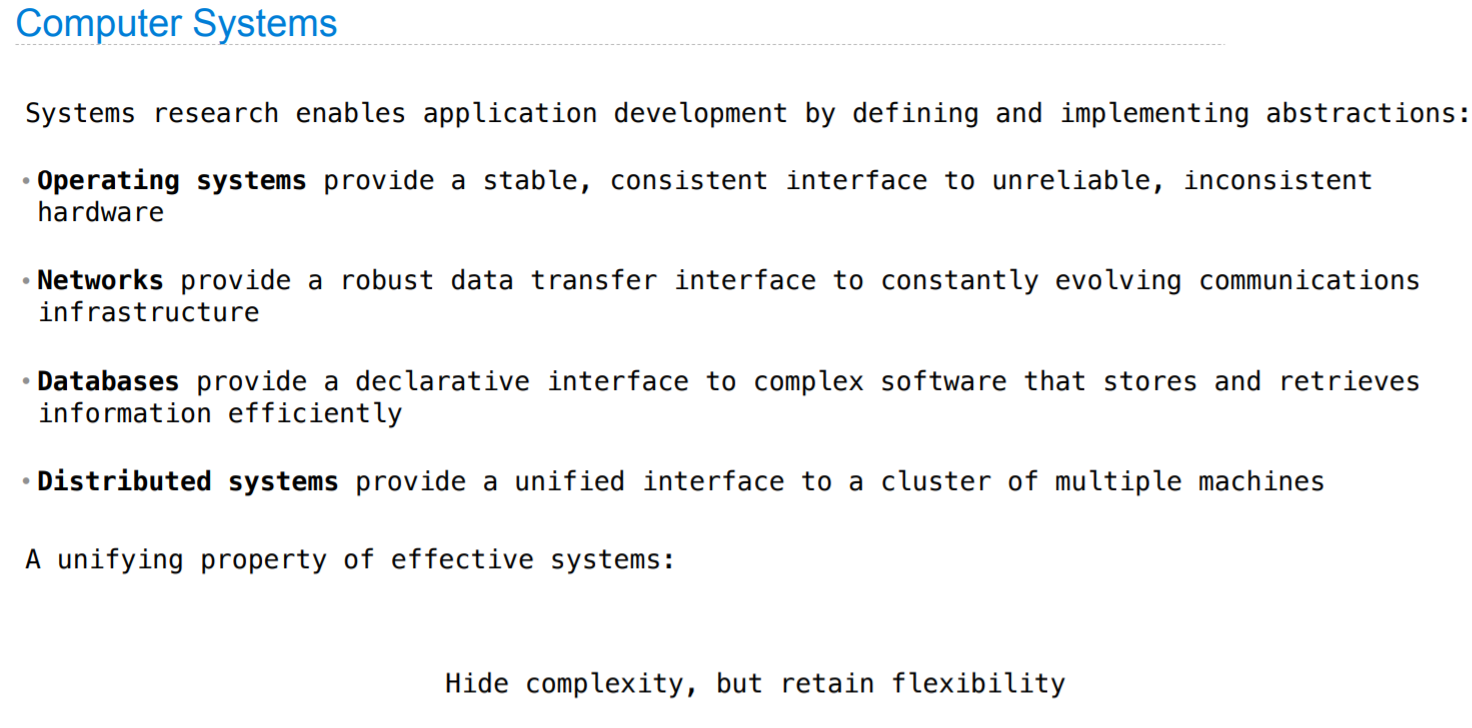 Computer Systems
Systems research enables application development by defining and implementing abstractions:
• Operating systems provide a stable, consistent interface to unreliable, inconsistent
hardware
• Networks provide a robust data transfer interface to constantly evolving communications
infrastructure
• Databases provide a declarative interface to complex software that stores and retrieves
information efficiently
• Distributed systems provide a unified interface to a cluster of multiple machines
A unifying property of effective systems:
Hide complexity, but retain flexibility